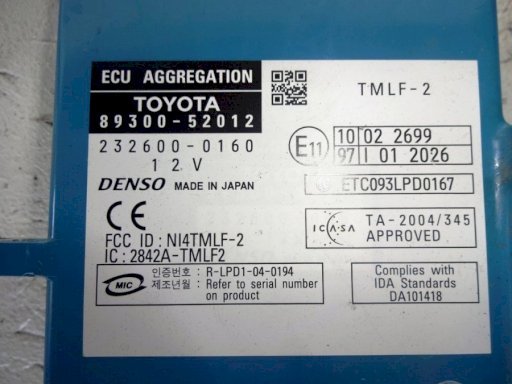 ECU AGGREGATION
TMLF-2
TOYOTA
89300-52012
232600-0160
12V
DENSO MADE IN JAPAN
E11
10 02 2699
97 I 01 2026
ETC093LPD0167
CE
ICASA
TA-2004/345
APPROVED
FCC ID : NI4TMLF-2
IC : 2842A-TMLF2
MIC
인증번호 : R-LPD1-04-0194
제조년월 : Refer to serial number
on product
Complies with
IDA Standards
DA101418